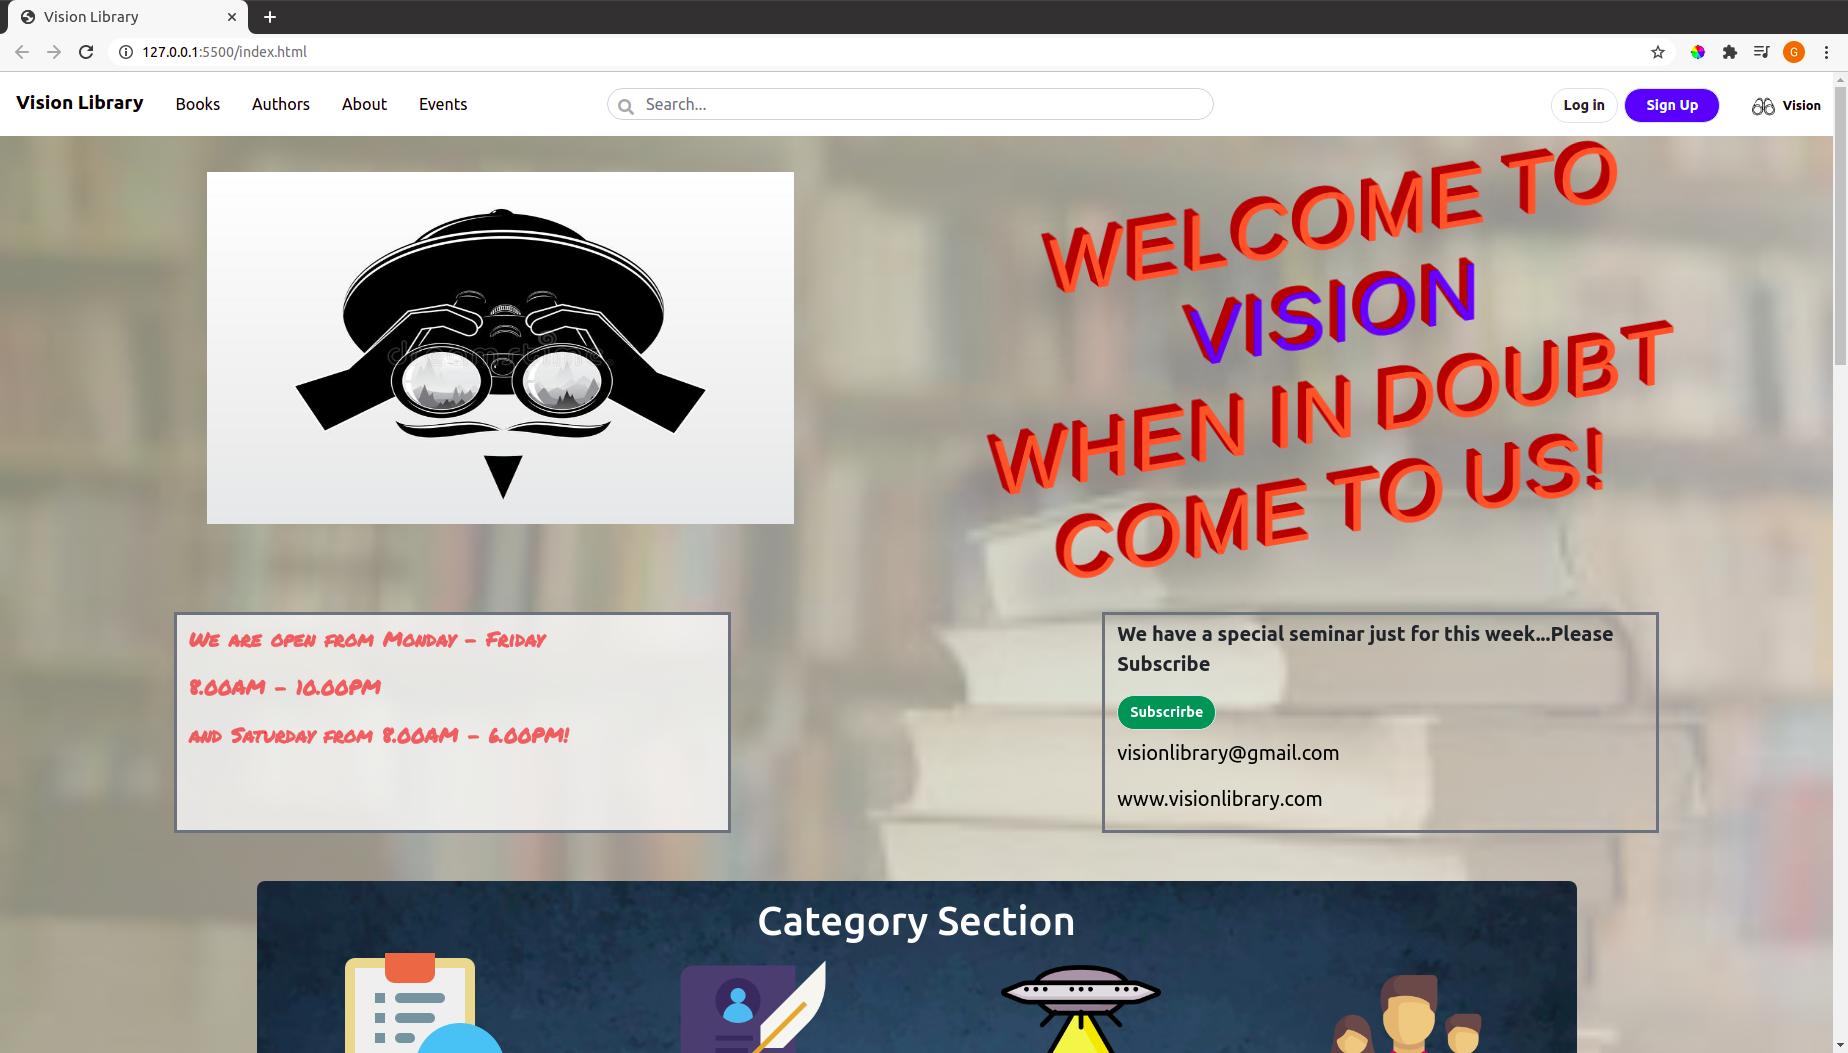 Vision Library
127.0.0.1:5500/index.html
G
Vision Library
Books
Authors
About
Events
Search...
Log in
Sign Up
Vision
WELCOME TO
VISION
WHEN IN DOUBT
COME TO US!
We are open from Monday - Friday
8.00AM - 10.00PM
and Saturday from 8.00AM - 6.00PM!
We have a special seminar just for this week...Please
Subscribe
Subscrirbe
visionlibrary@gmail.com
www.visionlibrary.com
Category Section